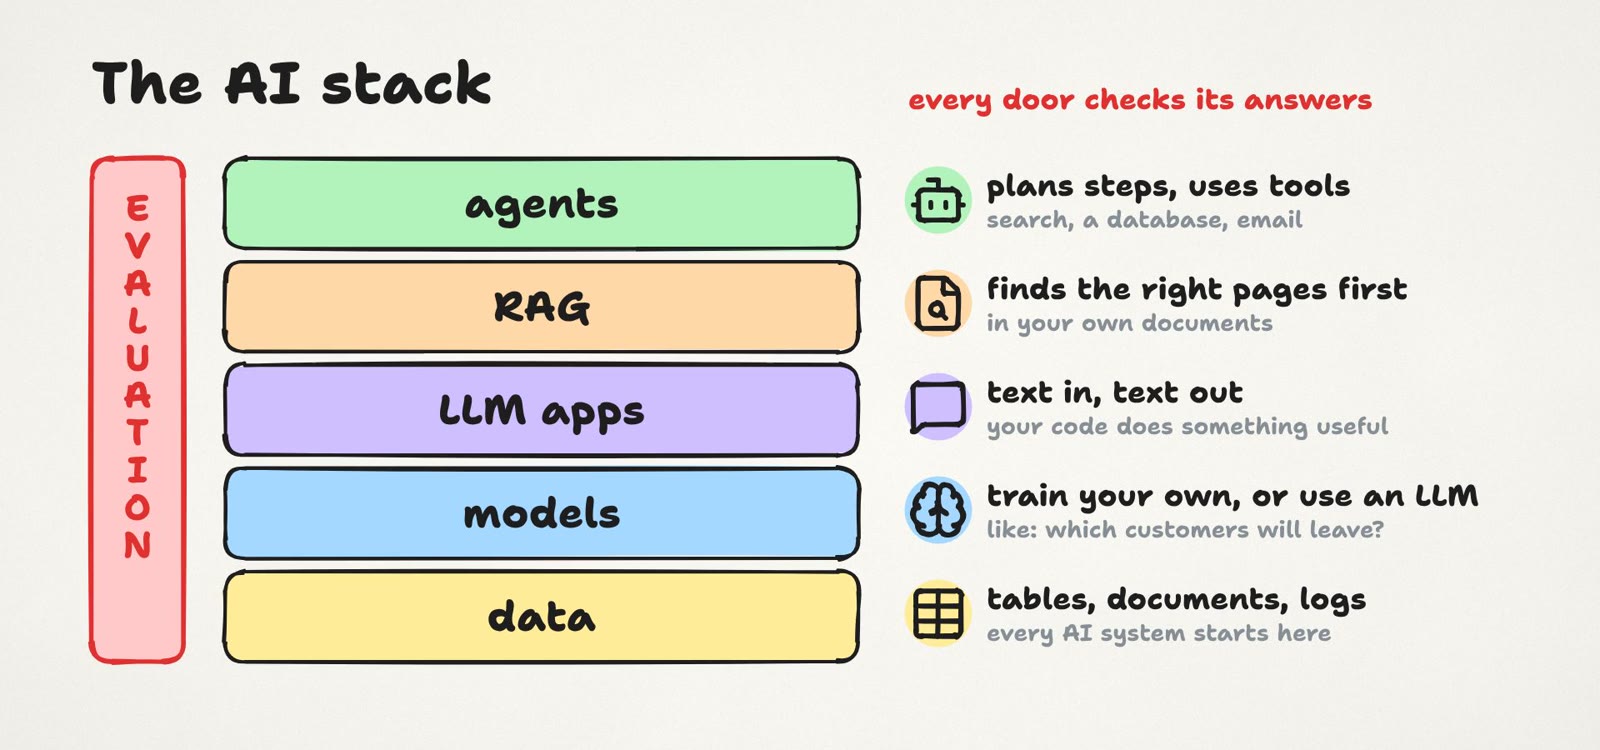 The AI stack
every door checks its answers
EVALUATION
agents
plans steps, uses tools
search, a database, email
RAG
finds the right pages first
in your own documents
LLM apps
text in, text out
your code does something useful
models
train your own, or use an LLM
like: which customers will leave?
data
tables, documents, logs
every AI system starts here